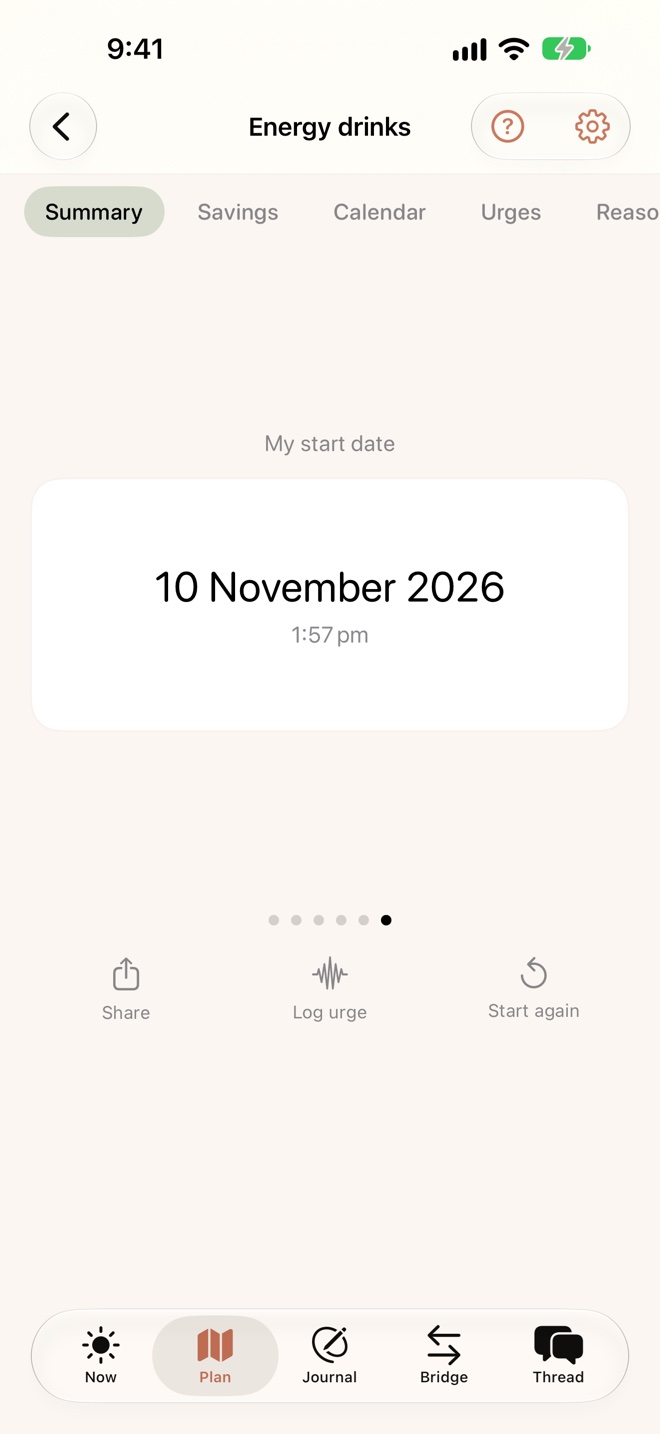 9:41
Energy drinks
Summary Savings Calendar Urges Reaso
My start date
10 November 2026
1:57 pm
Share Log urge Start again
Now Plan Journal Bridge Thread